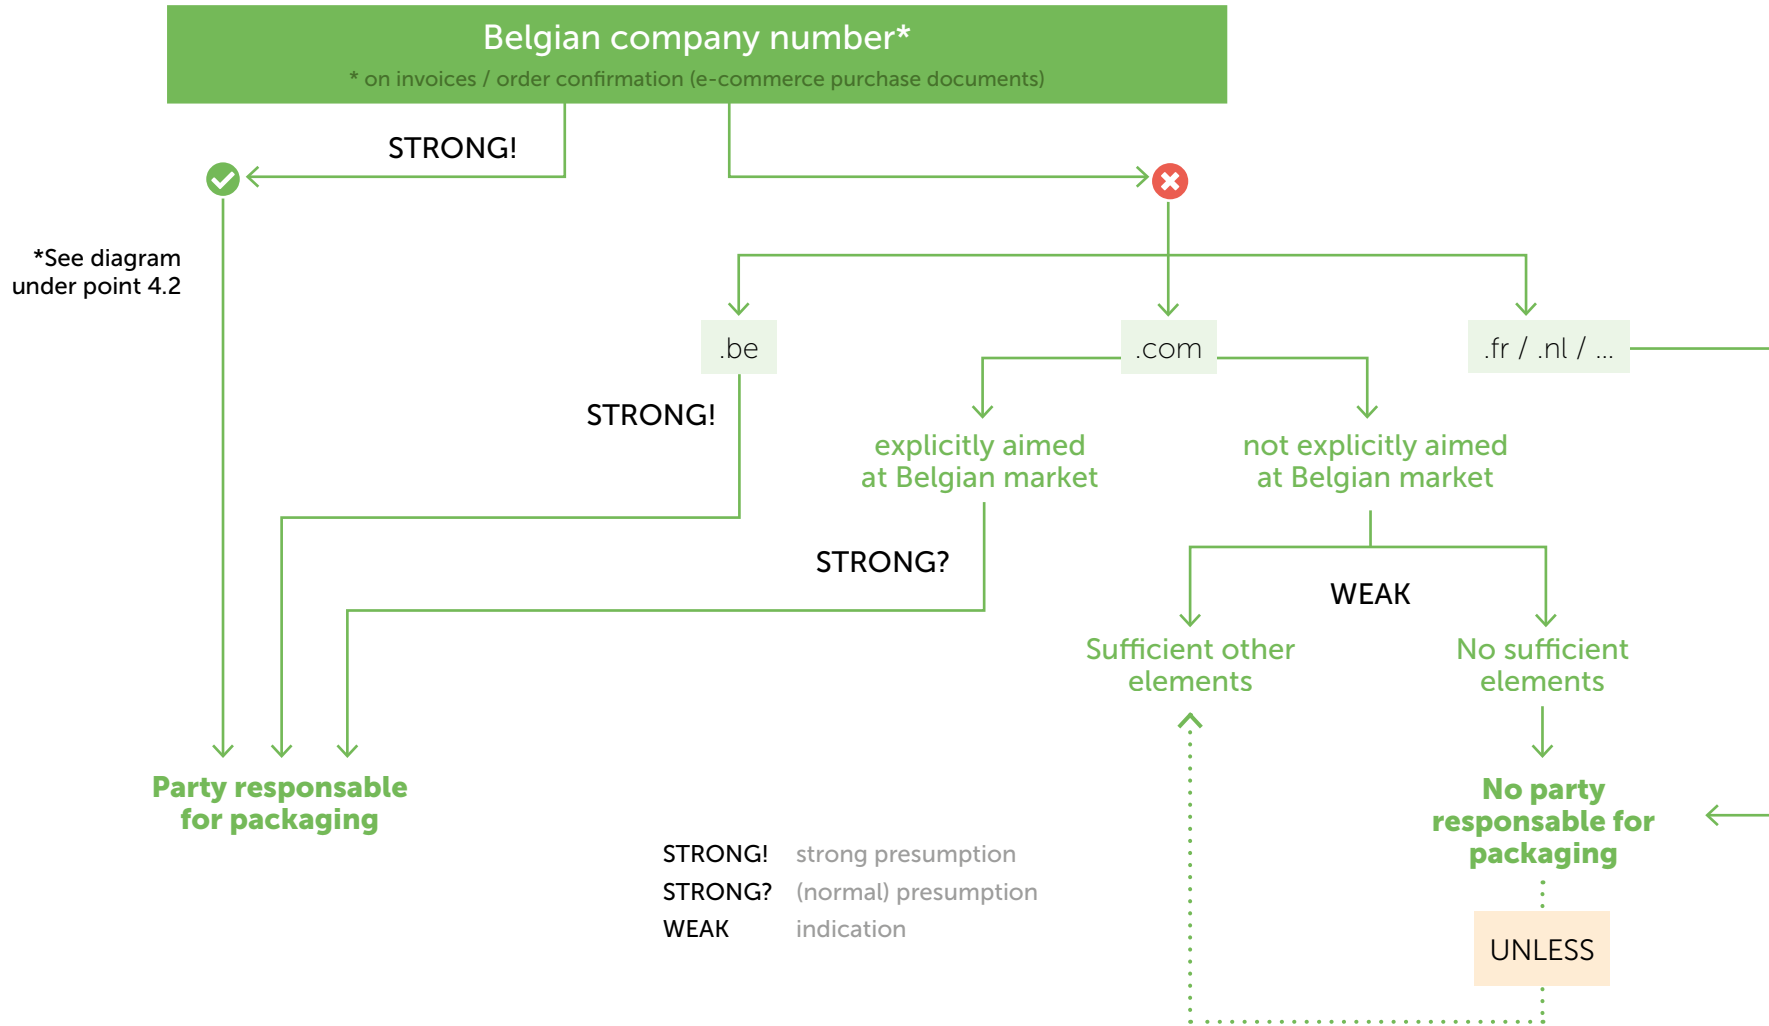 Belgian company number*
* on invoices / order confirmation (e-commerce purchase documents)
STRONG!
*See diagram
under point 4.2
.be
.com
.fr / .nl / ...
STRONG!
explicitly aimed
at Belgian market
not explicitly aimed
at Belgian market
STRONG?
WEAK
Sufficient other
elements
No sufficient
elements
Party responsable
for packaging
No party
responsable for
packaging
STRONG! strong presumption
STRONG? (normal) presumption
WEAK indication
UNLESS